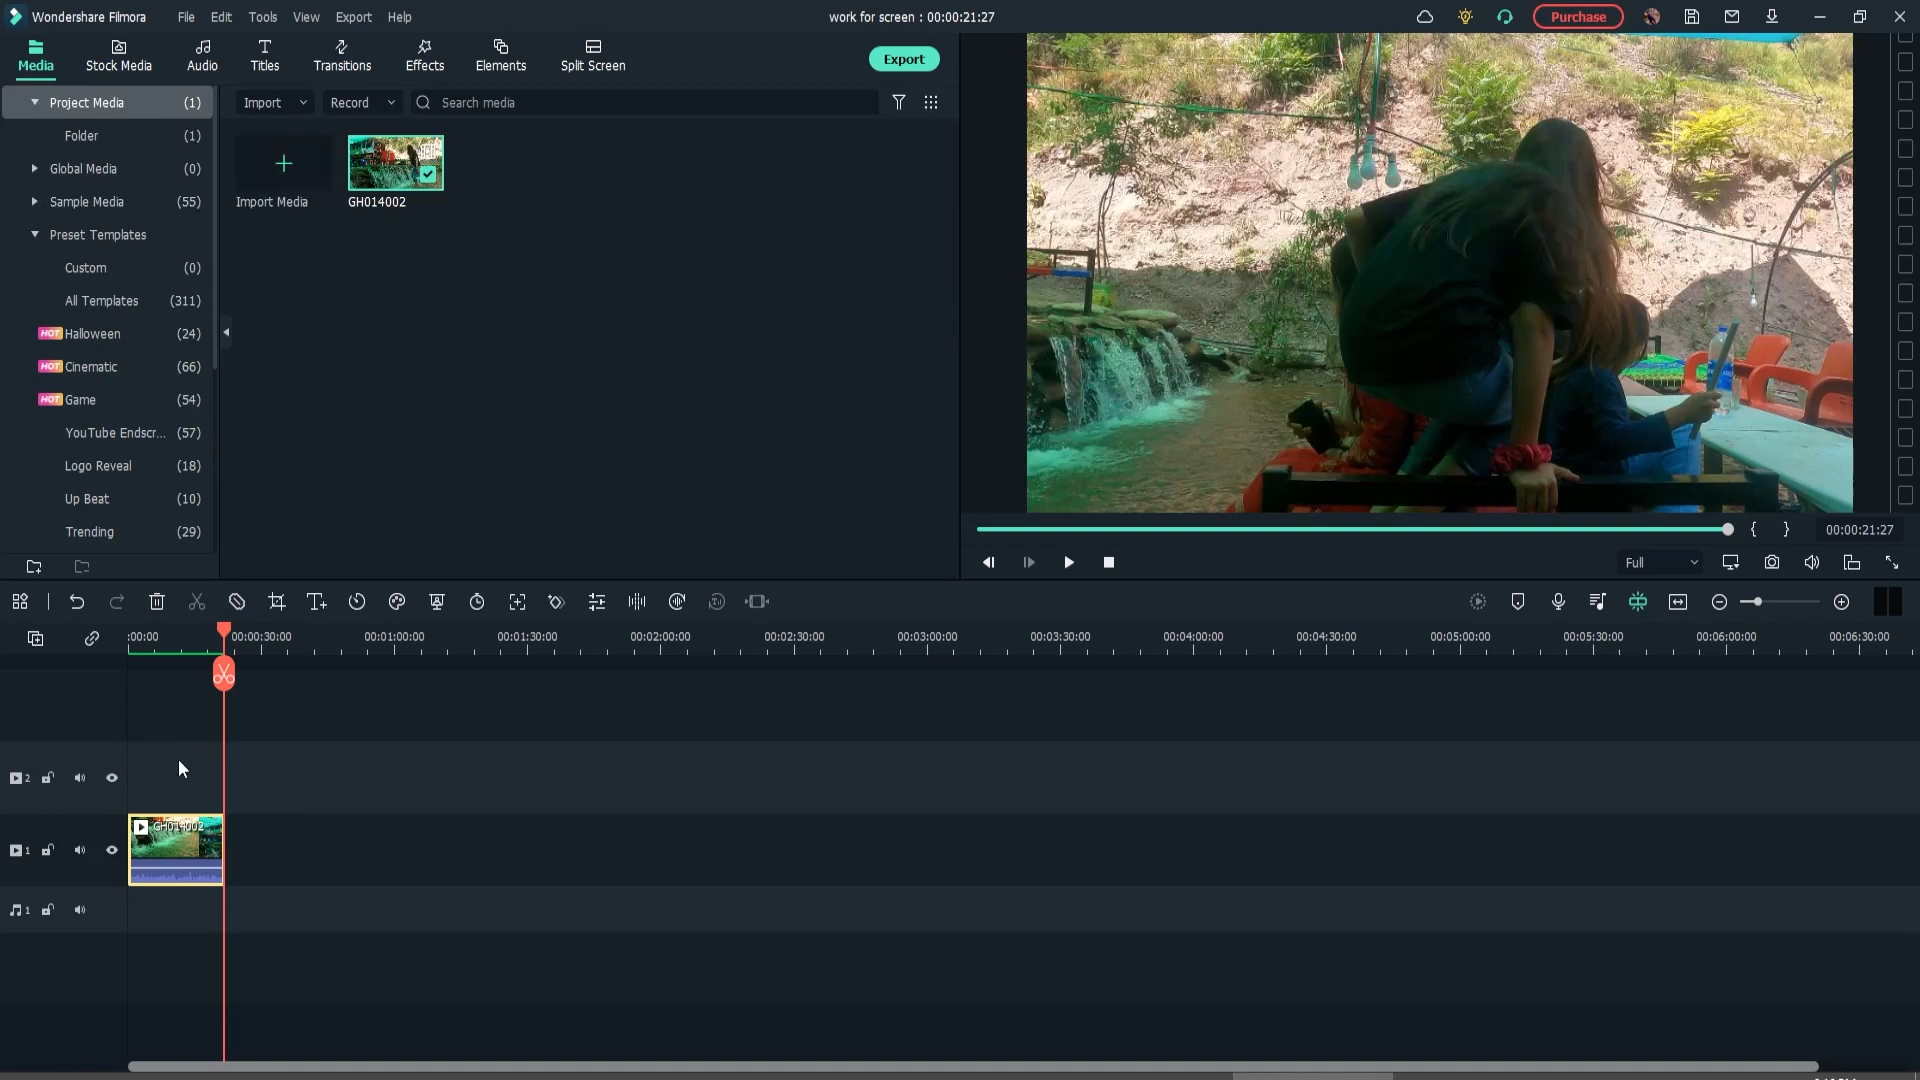 Wondershare Filmora File Edit Tools View Export Help work for screen : 00:00:21:27 Purchase
Media Stock Media Audio Titles Transitions Effects Elements Split Screen Export
Project Media (1)
Import Record Search media
Folder (1)
Global Media (0)
Sample Media (55)
Import Media GH014002
Preset Templates
Custom (0)
All Templates (311)
HOT Halloween (24)
HOT Cinematic (66)
HOT Game (54)
YouTube Endscr... (57)
Logo Reveal (18)
Up Beat (10)
Trending (29)
{ } 00:00:21:27
Full
:00:00 00:00:30:00 00:01:00:00 00:01:30:00 00:02:00:00 00:02:30:00 00:03:00:00 00:03:30:00 00:04:00:00 00:04:30:00 00:05:00:00 00:05:30:00 00:06:00:00 00:06:30:00
2
GH014002
1
1